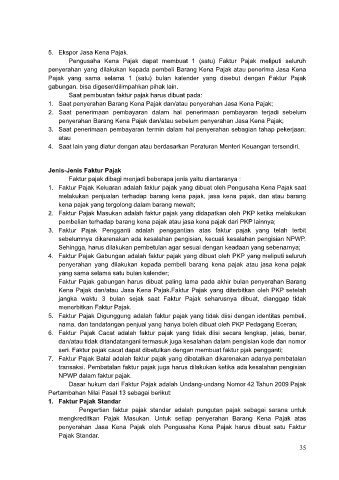 5. Ekspor Jasa Kena Pajak.
Pengusaha Kena Pajak dapat membuat 1 (satu) Faktur Pajak meliputi seluruh
penyerahan yang dilakukan kepada pembeli Barang Kena Pajak atau penerima Jasa Kena
Pajak yang sama selama 1 (satu) bulan kalender yang disebut dengan Faktur Pajak
gabungan. bisa digeser/dilimpahkan pihak lain.
Saat pembuatan faktur pajak harus dibuat pada:
1. Saat penyerahan Barang Kena Pajak dan/atau penyerahan Jasa Kena Pajak;
2. Saat penerimaan pembayaran dalam hal penerimaan pembayaran terjadi sebelum
penyerahan Barang Kena Pajak dan/atau sebelum penyerahan Jasa Kena Pajak;
3. Saat penerimaan pembayaran termin dalam hal penyerahan sebagian tahap pekerjaan;
atau
4. Saat lain yang diatur dengan atau berdasarkan Peraturan Menteri Keuangan tersendiri.
Jenis-Jenis Faktur Pajak
Faktur pajak dibagi menjadi beberapa jenis yaitu diantaranya :
1. Faktur Pajak Keluaran adalah faktur pajak yang dibuat oleh Pengusaha Kena Pajak saat
melakukan penjualan terhadap barang kena pajak, jasa kena pajak, dan atau barang
kena pajak yang tergolong dalam barang mewah;
2. Faktur Pajak Masukan adalah faktur pajak yang didapatkan oleh PKP ketika melakukan
pembelian terhadap barang kena pajak atau jasa kena pajak dari PKP lainnya;
3. Faktur Pajak Pengganti adalah penggantian atas faktur pajak yang telah terbit
sebelumnya dikarenakan ada kesalahan pengisian, kecuali kesalahan pengisian NPWP.
Sehingga, harus dilakukan pembetulan agar sesuai dengan keadaan yang sebenarnya;
4. Faktur Pajak Gabungan adalah faktur pajak yang dibuat oleh PKP yang meliputi seluruh
penyerahan yang dilakukan kepada pembeli barang kena pajak atau jasa kena pajak
yang sama selama satu bulan kalender;
Faktur Pajak gabungan harus dibuat paling lama pada akhir bulan penyerahan Barang
Kena Pajak dan/atau Jasa Kena Pajak.Faktur Pajak yang diterbitkan oleh PKP setelah
jangka waktu 3 bulan sejak saat Faktur Pajak seharusnya dibuat, dianggap tidak
menerbitkan Faktur Pajak.
5. Faktur Pajak Digunggung adalah faktur pajak yang tidak diisi dengan identitas pembeli,
nama, dan tandatangan penjual yang hanya boleh dibuat oleh PKP Pedagang Eceran;
6. Faktur Pajak Cacat adalah faktur pajak yang tidak diisi secara lengkap, jelas, benar,
dan/atau tidak ditandatangani termasuk juga kesalahan dalam pengisian kode dan nomor
seri. Faktur pajak cacat dapat dibetulkan dengan membuat faktur pjak pengganti;
7. Faktur Pajak Batal adalah faktur pajak yang dibatalkan dikarenakan adanya pembatalan
transaksi. Pembatalan faktur pajak juga harus dilakukan ketika ada kesalahan pengisian
NPWP dalam faktur pajak.
Dasar hukum dari Faktur Pajak adalah Undang-undang Nomor 42 Tahun 2009 Pajak
Pertambahan Nilai Pasal 13 sebagai berikut:
1. Faktur Pajak Standar
Pengertian faktur pajak standar adalah pungutan pajak sebagai sarana untuk
mengkreditkan Pajak Masukan. Untuk setiap penyerahan Barang Kena Pajak atas
penyerahan Jasa Kena Pajak oleh Pengusaha Kena Pajak harus dibuat satu Faktur
Pajak Standar.
35